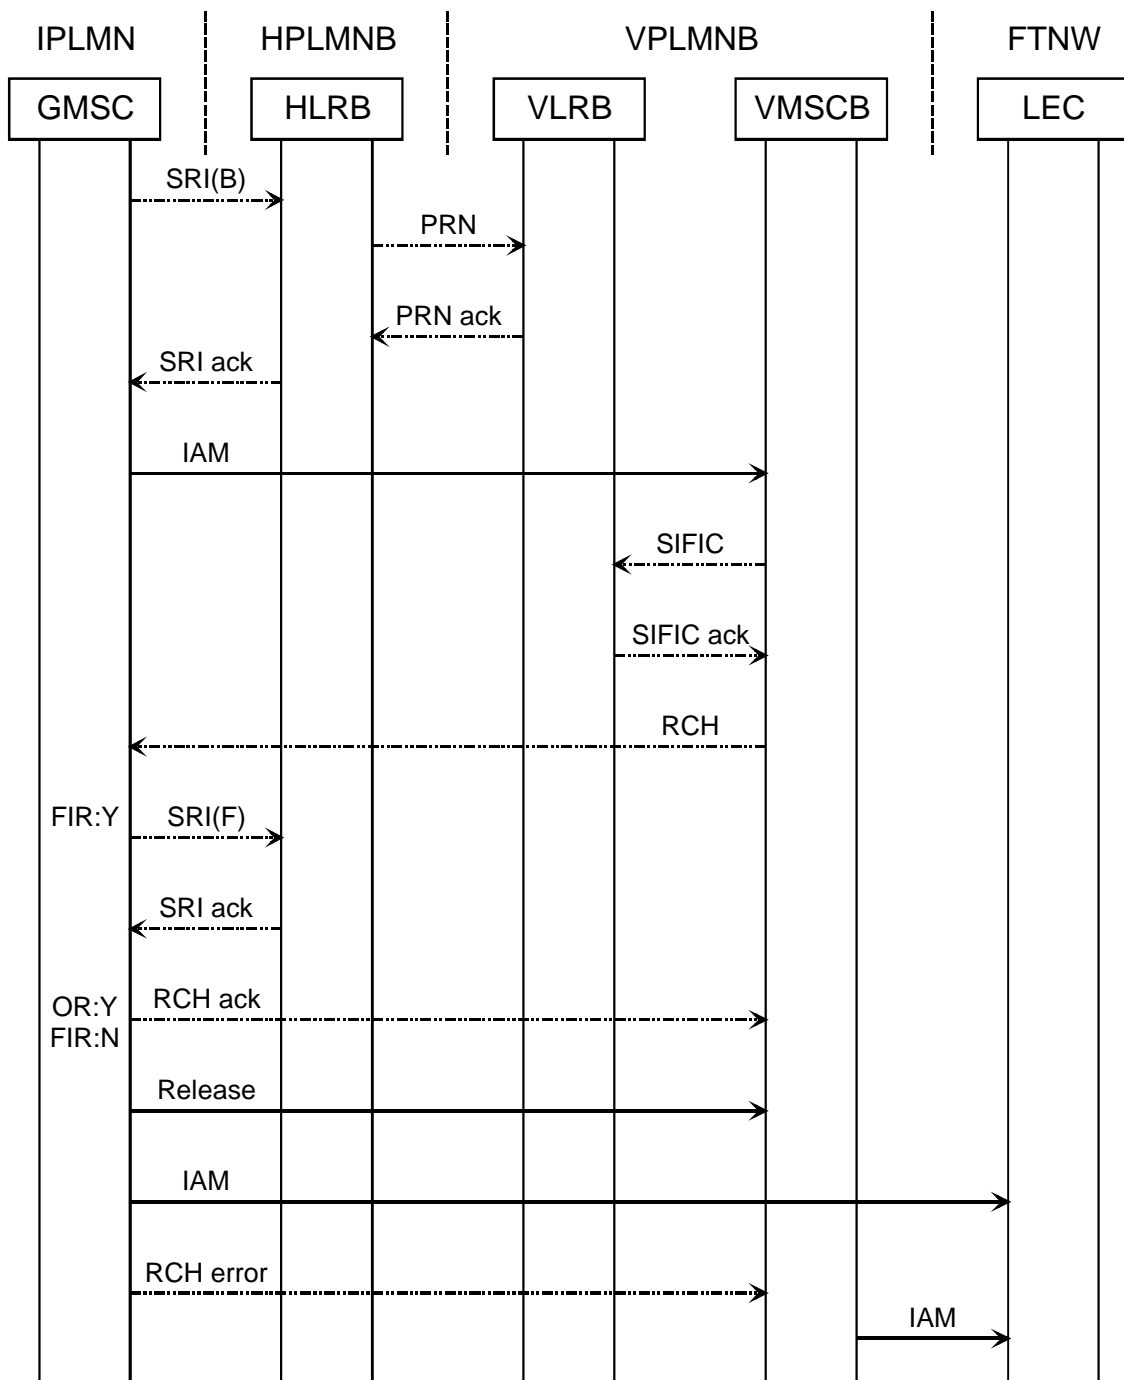 IPLMN
HPLMNB
VPLMNB
FTNW
GMSC
HLRB
VLRB
VMSCB
LEC
SRI(B)
PRN
PRN ack
SRI ack
IAM
SIFIC
SIFIC ack
RCH
FIR:Y
SRI(F)
SRI ack
OR:Y
FIR:N
RCH ack
Release
IAM
RCH error
IAM